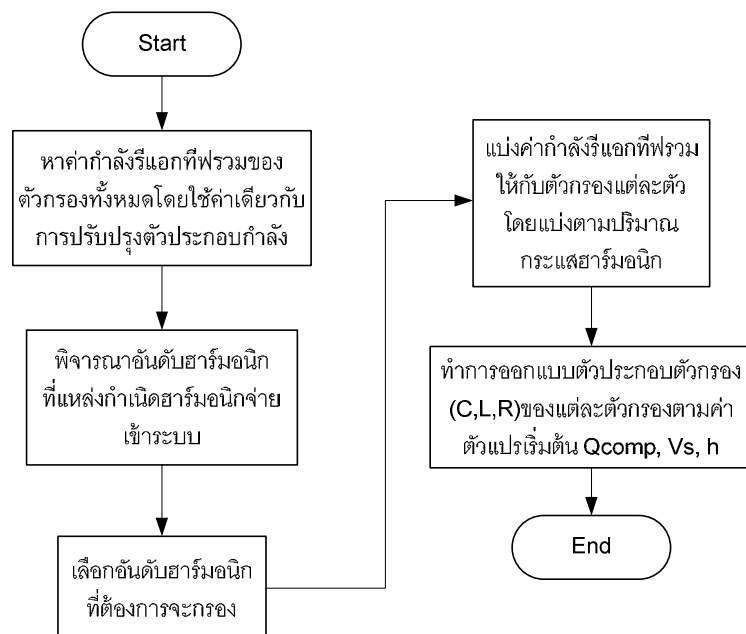 Start
หาค่ากำลังรีแอกทีฟรวมของ
ตัวกรองทั้งหมดโดยใช้ค่าเดียวกับ
การปรับปรุงตัวประกอบกำลัง
พิจารณาอันดับฮาร์มอนิก
ที่แหล่งกำเนิดฮาร์มอนิกจ่าย
เข้าระบบ
เลือกอันดับฮาร์มอนิก
ที่ต้องการจะกรอง
แบ่งค่ากำลังรีแอกทีฟรวม
ให้กับตัวกรองแต่ละตัว
โดยแบ่งตามปริมาณ
กระแสฮาร์มอนิก
ทำการออกแบบตัวประกอบตัวกรอง
(C,L,R)ของแต่ละตัวกรองตามค่า
ตัวแปรเริ่มต้น Qcomp, Vs, h
End